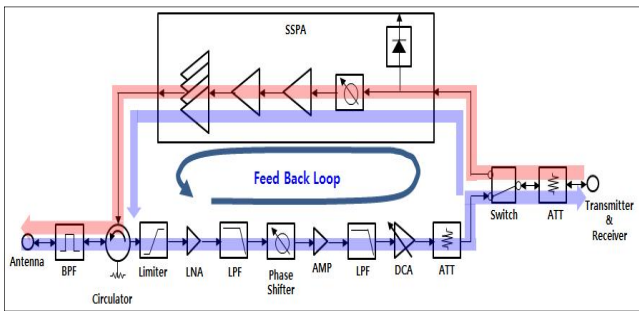 SSPA
Feed Back Loop
Switch
ATT
Transmitter
&
Receiver
Antenna
BPF
Circulator
Limiter
LNA
LPF
Phase
Shifter
AMP
LPF
DCA
ATT